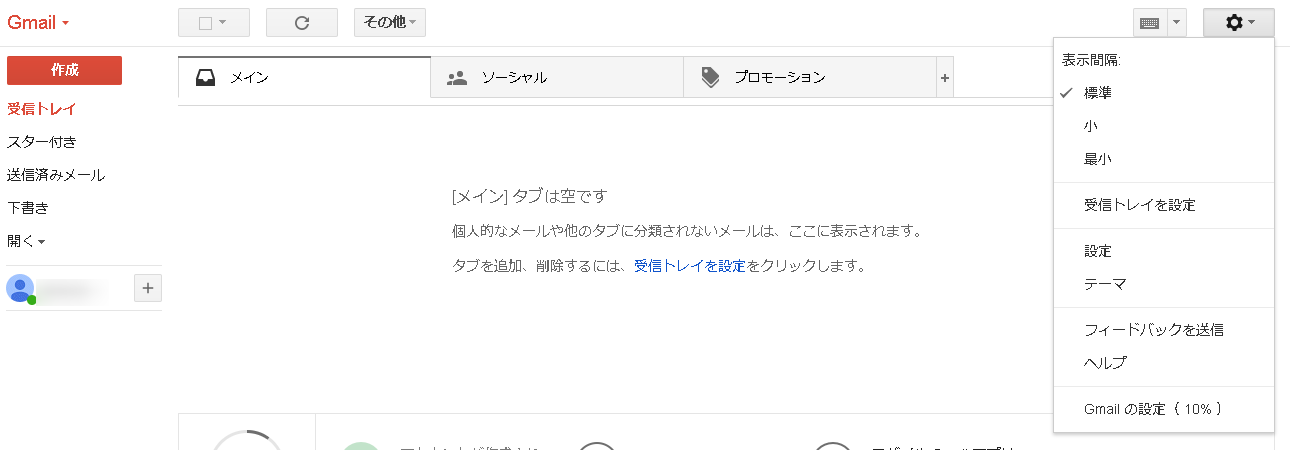 Gmail
その他
作成
受信トレイ
スター付き
送信済みメール
下書き
開く
メイン
ソーシャル
プロモーション
+
[メイン] タブは空です
個人的なメールや他のタブに分類されないメールは、ここに表示されます。
タブを追加、削除するには、受信トレイを設定をクリックします。
表示間隔:
標準
小
最小
受信トレイを設定
設定
テーマ
フィードバックを送信
ヘルプ
Gmail の設定（ 10% ）